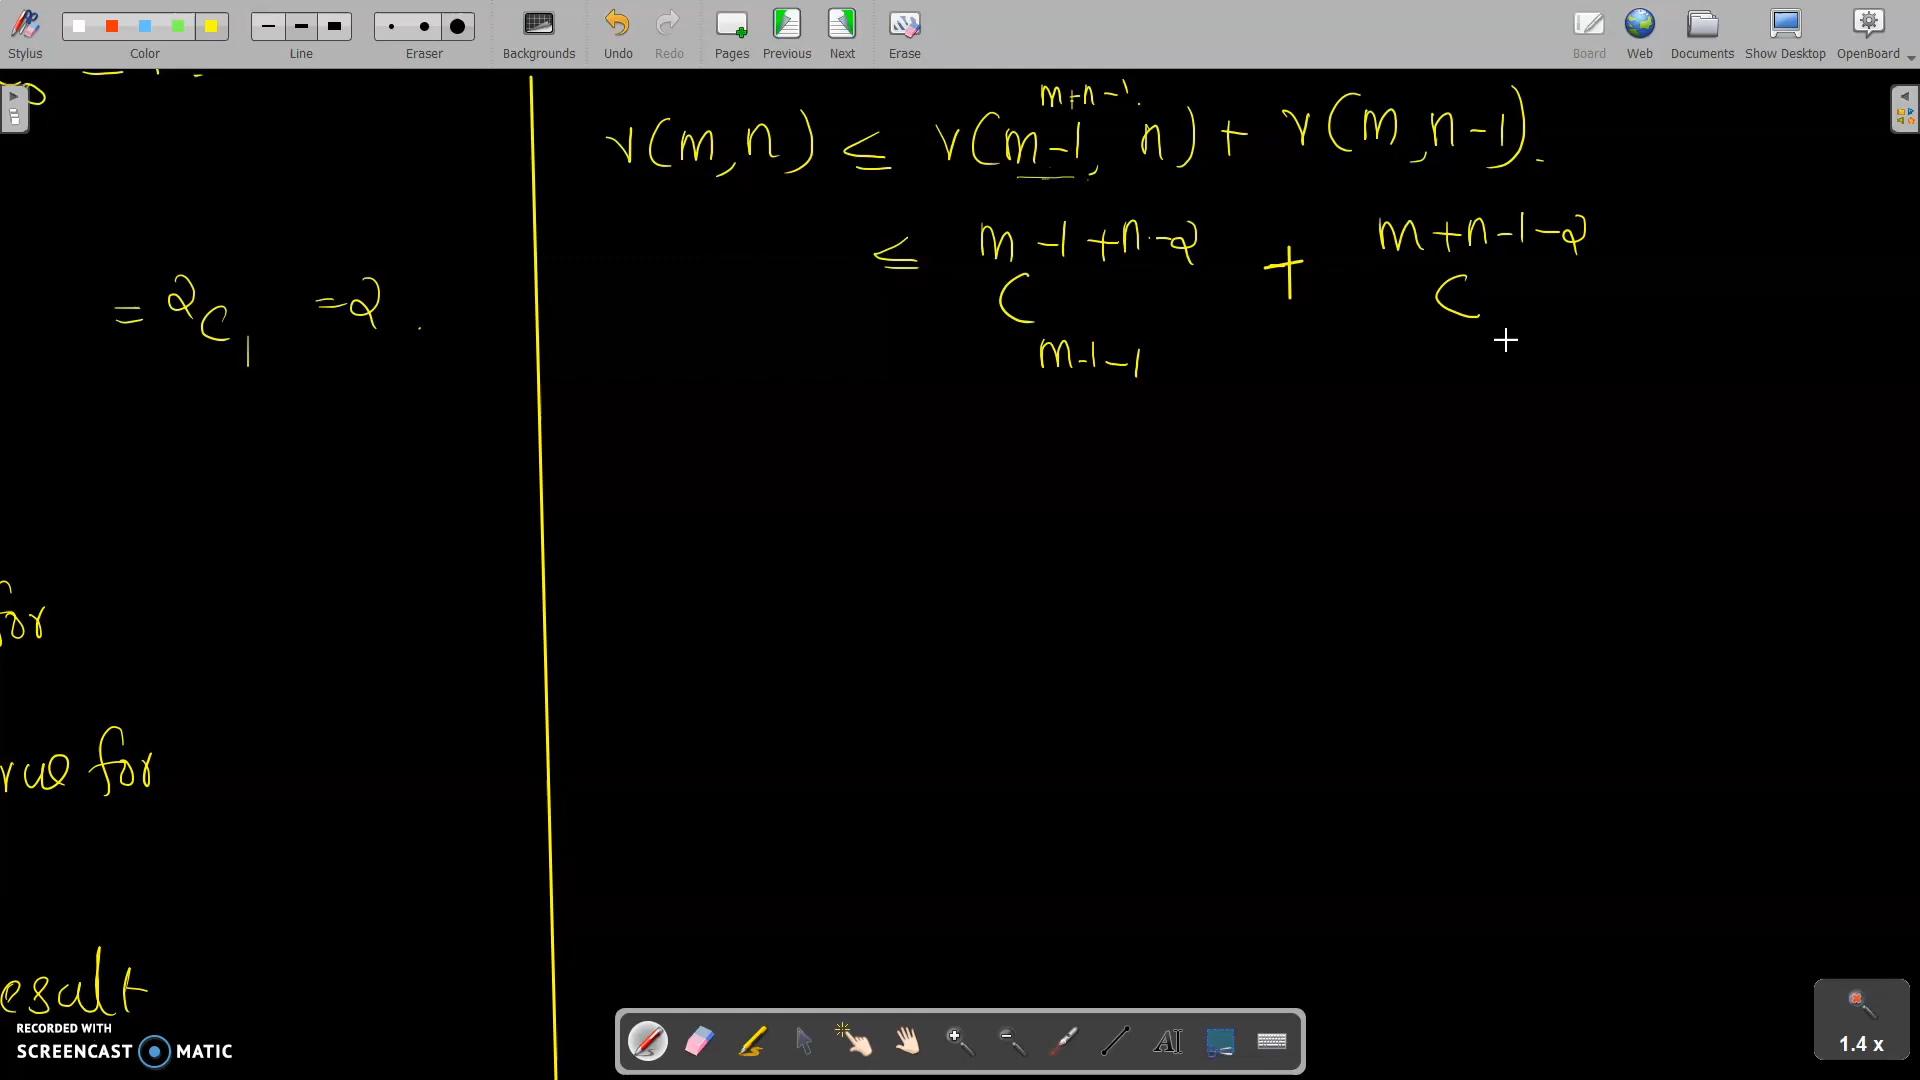 Stylus Color Line Eraser Backgrounds Undo Redo Pages Previous Next Erase Board Web Documents Show Desktop OpenBoard
m+n-1.
r(m,n) ≤ r(m-1, n) + r(m,n-1).
≤ m-1+n-2 C m-1-1 + m+n-1-2 C
= 2C1 = 2.
for
rue for
esult
RECORDED WITH
SCREENCAST MATIC
1.4 x